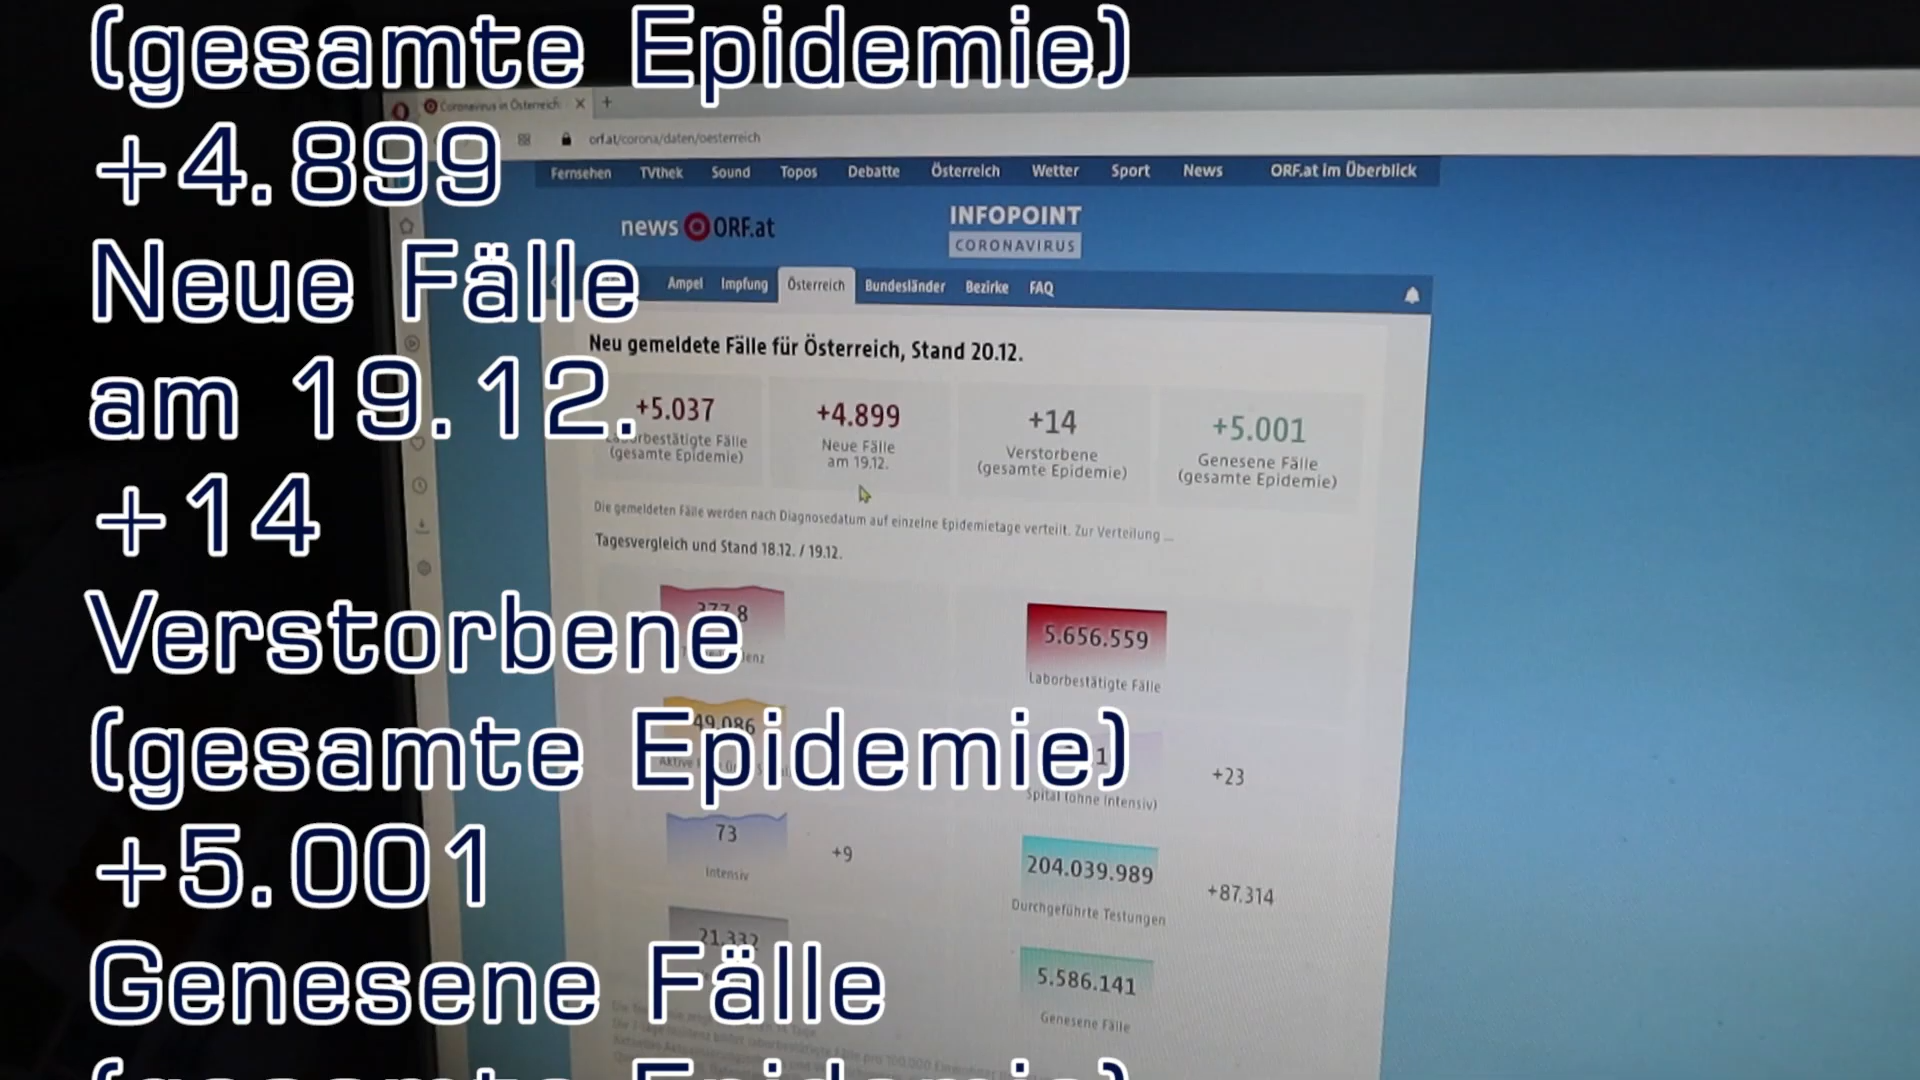 (gesamte Epidemie)
+4.899
Neue Fälle
am 19.12.
+14
Verstorbene
(gesamte Epidemie)
+5.001
Genesene Fälle
(gesamte Epidemie)
Coronavirus in Österreich
orf.at/corona/daten/oesterreich
Fernsehen TVthek Sound Topos Debatte Österreich Wetter Sport News ORF.at im Überblick
news ORF.at
INFOPOINT
CORONAVIRUS
Ampel Impfung Österreich Bundesländer Bezirke FAQ
Neu gemeldete Fälle für Österreich, Stand 20.12.
+5.037
Laborbestätigte Fälle
(gesamte Epidemie)
+4.899
Neue Fälle
am 19.12.
+14
Verstorbene
(gesamte Epidemie)
+5.001
Genesene Fälle
(gesamte Epidemie)
Die gemeldeten Fälle werden nach Diagnosedatum auf einzelne Epidemietage verteilt. Zur Verteilung ...
Tagesvergleich und Stand 18.12. / 19.12.
5.656.559
Laborbestätigte Fälle
49.086
+23
Spital (ohne Intensiv)
73
+9
Intensiv
204.039.989
+87.314
Durchgeführte Testungen
21.332
5.586.141
Genesene Fälle